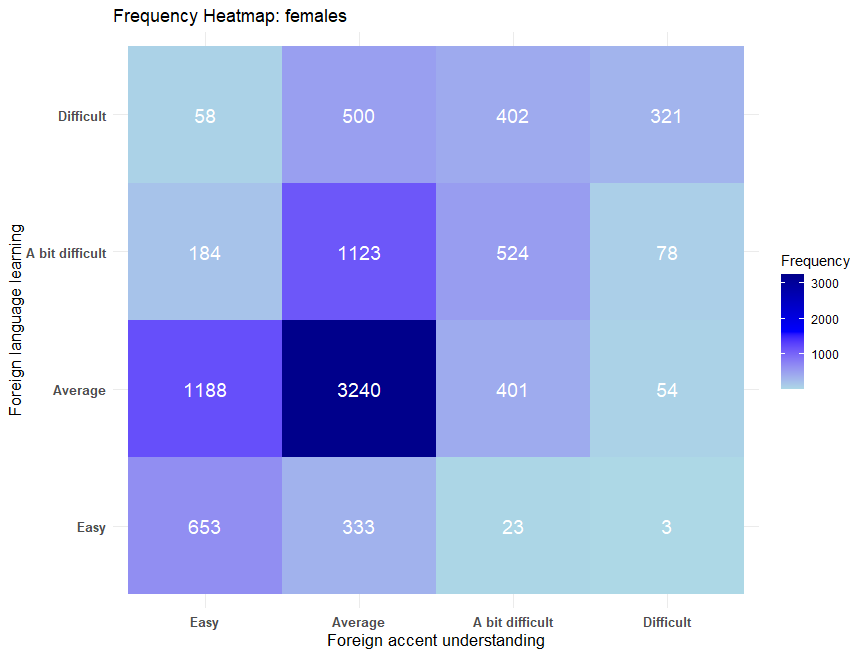 Frequency Heatmap: females
Foreign language learning
Difficult
58 500 402 321
A bit difficult
184 1123 524 78
Average
1188 3240 401 54
Easy
653 333 23 3
Easy Average A bit difficult Difficult
Foreign accent understanding
Frequency
3000
2000
1000